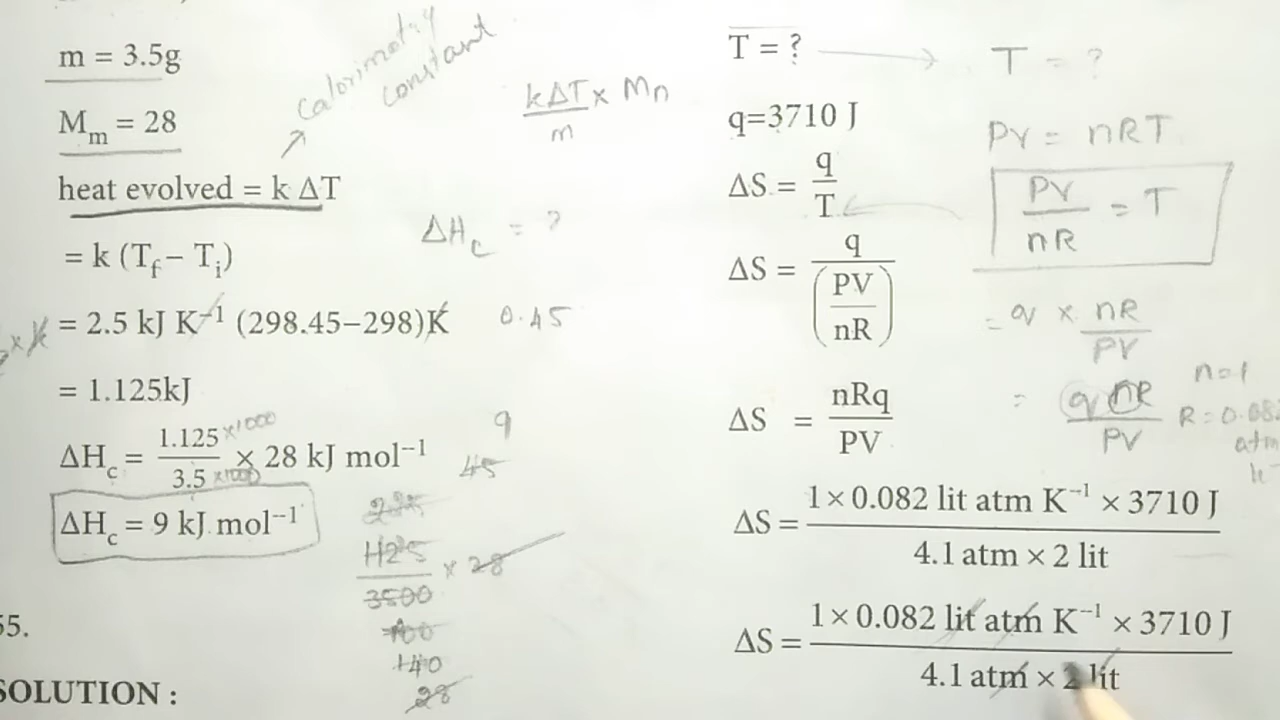 m = 3.5g
M_m = 28
heat evolved = k ΔT
calorimetry
constant
kΔT/m × Mn
= k (T_f − T_i)
ΔH_c = ?
= 2.5 kJ K⁻¹ (298.45−298)K
0.45
= 1.125kJ
ΔH_c = 1.125 ×1000 / 3.5 ×1000 × 28 kJ mol⁻¹
9
45
ΔH_c = 9 kJ mol⁻¹
1125/3500 × 28
140
28
55.
SOLUTION :
T = ?
T = ?
q=3710 J
PV = nRT
ΔS = q/T
PV/nR = T
ΔS = q/(PV/nR)
= q × nR/PV
ΔS = nRq/PV
= q nR/PV
n=1
R = 0.082
atm
ΔS = 1 × 0.082 lit atm K⁻¹ × 3710 J / 4.1 atm × 2 lit
ΔS = 1 × 0.082 lit atm K⁻¹ × 3710 J / 4.1 atm × 2 lit